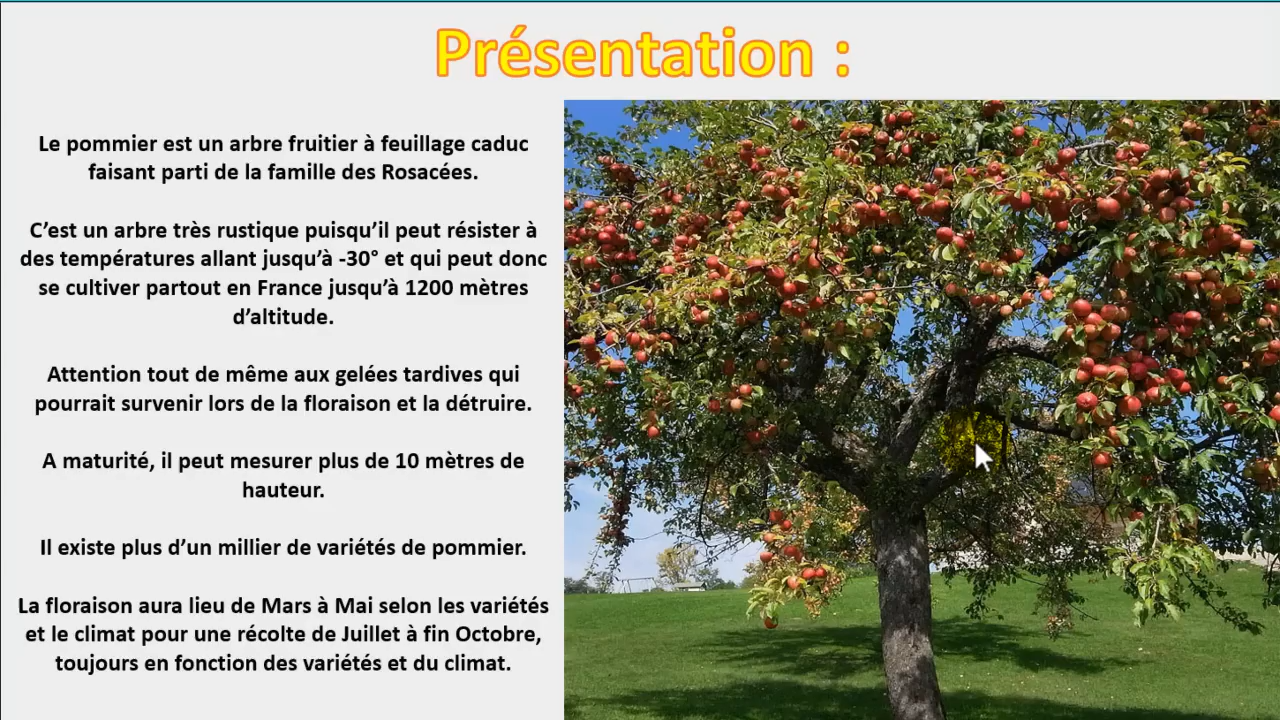 Présentation :
Le pommier est un arbre fruitier à feuillage caduc
faisant parti de la famille des Rosacées.
C’est un arbre très rustique puisqu’il peut résister à
des températures allant jusqu’à -30° et qui peut donc
se cultiver partout en France jusqu’à 1200 mètres
d’altitude.
Attention tout de même aux gelées tardives qui
pourrait survenir lors de la floraison et la détruire.
A maturité, il peut mesurer plus de 10 mètres de
hauteur.
Il existe plus d’un millier de variétés de pommier.
La floraison aura lieu de Mars à Mai selon les variétés
et le climat pour une récolte de Juillet à fin Octobre,
toujours en fonction des variétés et du climat.